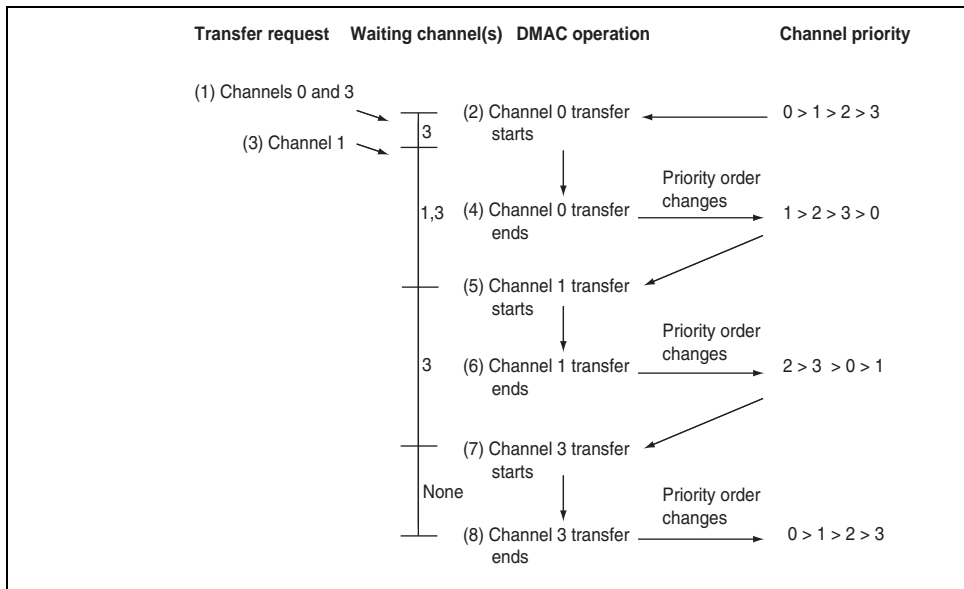 Transfer request Waiting channel(s) DMAC operation Channel priority
(1) Channels 0 and 3
(2) Channel 0 transfer
starts
0 > 1 > 2 > 3
3
(3) Channel 1
Priority order
changes
1,3
(4) Channel 0 transfer
ends
1 > 2 > 3 > 0
(5) Channel 1 transfer
starts
Priority order
changes
3
(6) Channel 1 transfer
ends
2 > 3 > 0 > 1
(7) Channel 3 transfer
starts
None
Priority order
changes
(8) Channel 3 transfer
ends
0 > 1 > 2 > 3